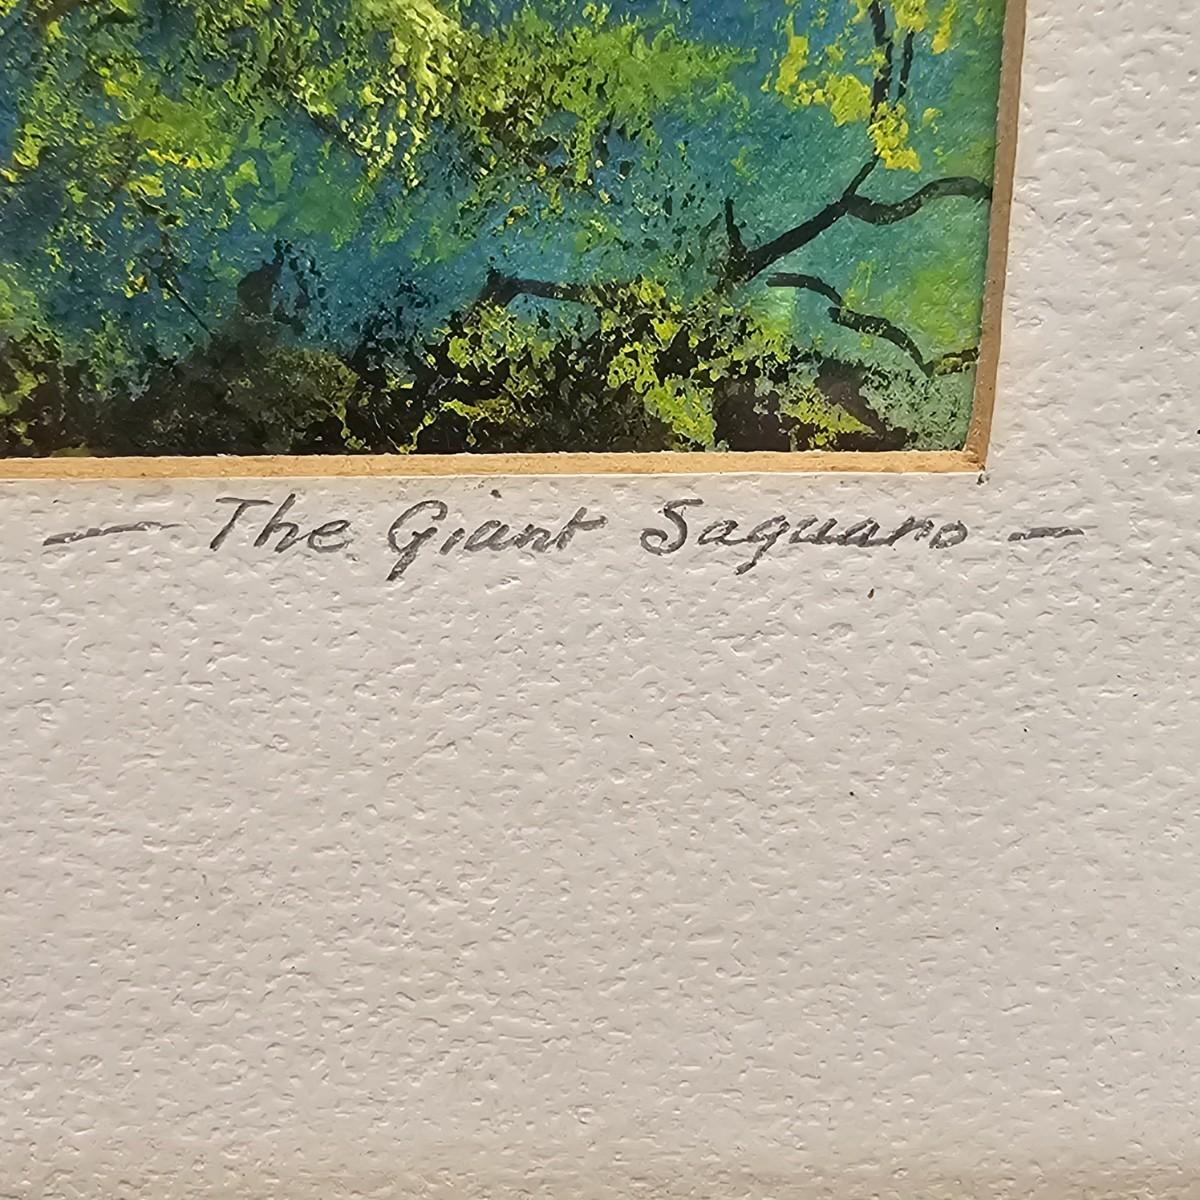 — The Giant Saguaro —